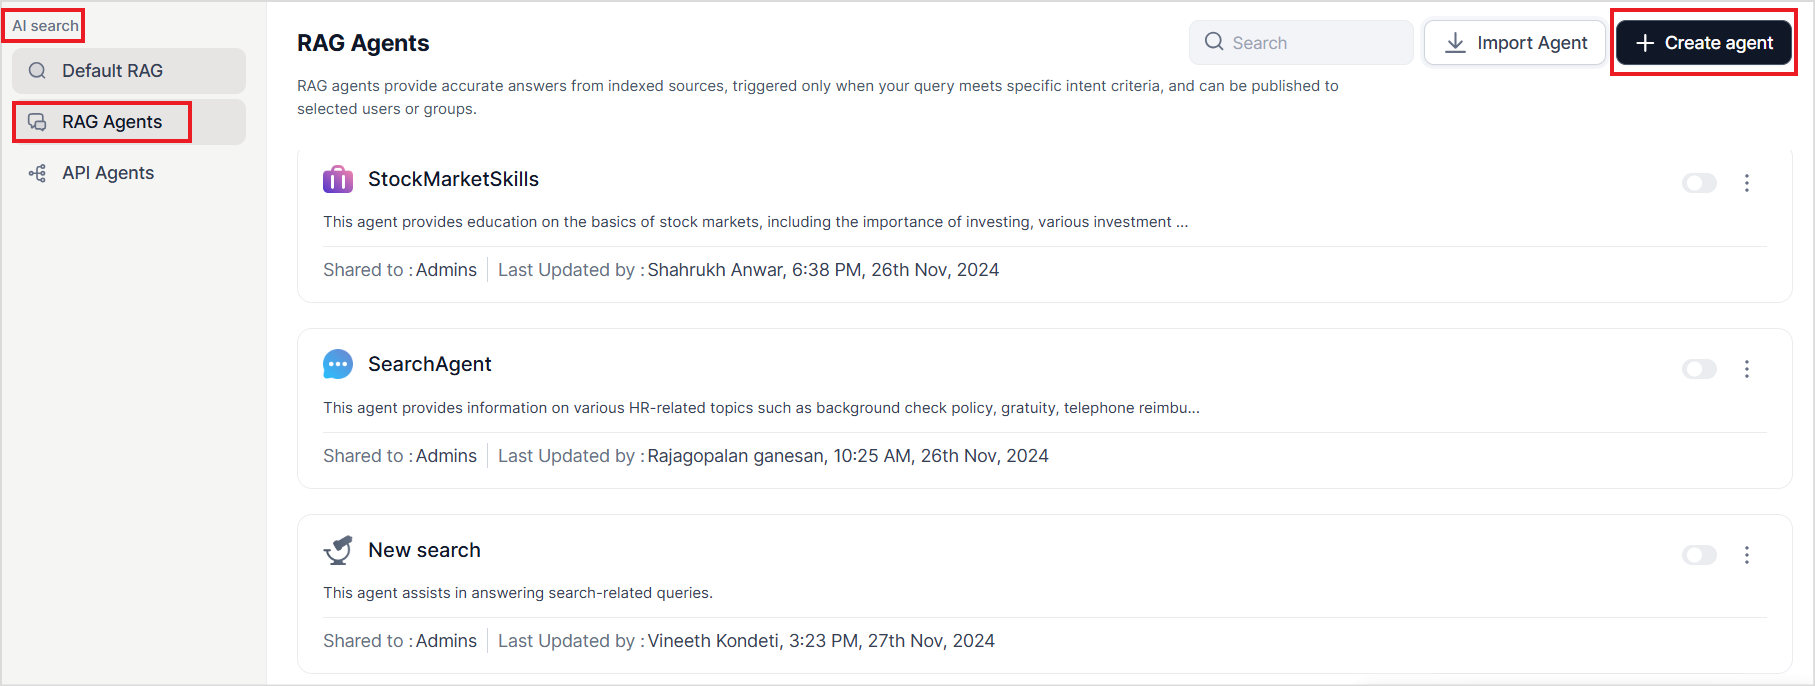 AI search
Default RAG
RAG Agents
API Agents
RAG Agents
Search
Import Agent
Create agent
RAG agents provide accurate answers from indexed sources, triggered only when your query meets specific intent criteria, and can be published to
selected users or groups.
StockMarketSkills
This agent provides education on the basics of stock markets, including the importance of investing, various investment ...
Shared to : Admins Last Updated by : Shahrukh Anwar, 6:38 PM, 26th Nov, 2024
SearchAgent
This agent provides information on various HR-related topics such as background check policy, gratuity, telephone reimbu...
Shared to : Admins Last Updated by : Rajagopalan ganesan, 10:25 AM, 26th Nov, 2024
New search
This agent assists in answering search-related queries.
Shared to : Admins Last Updated by : Vineeth Kondeti, 3:23 PM, 27th Nov, 2024